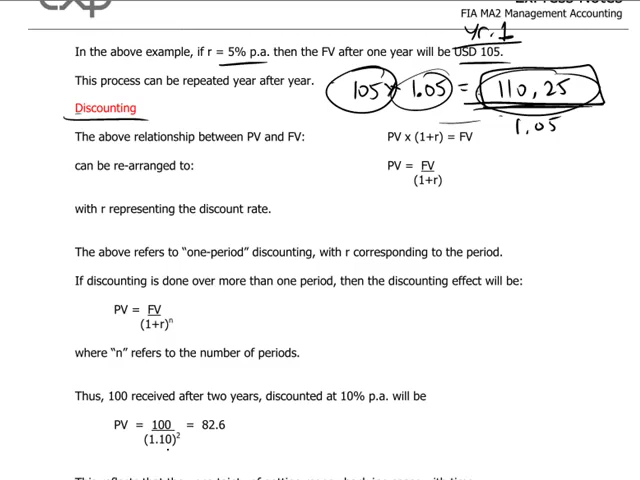 exp
Express Notes
FIA MA2 Management Accounting
yr. 1
In the above example, if r = 5% p.a. then the FV after one year will be USD 105.
This process can be repeated year after year.
105 × 1.05 = 110,25
1.05
Discounting
The above relationship between PV and FV: PV x (1+r) = FV
can be re-arranged to: PV = FV
(1+r)
with r representing the discount rate.
The above refers to “one-period” discounting, with r corresponding to the period.
If discounting is done over more than one period, then the discounting effect will be:
PV = FV
(1+r)ⁿ
where “n” refers to the number of periods.
Thus, 100 received after two years, discounted at 10% p.a. will be
PV = 100 = 82.6
(1.10)²